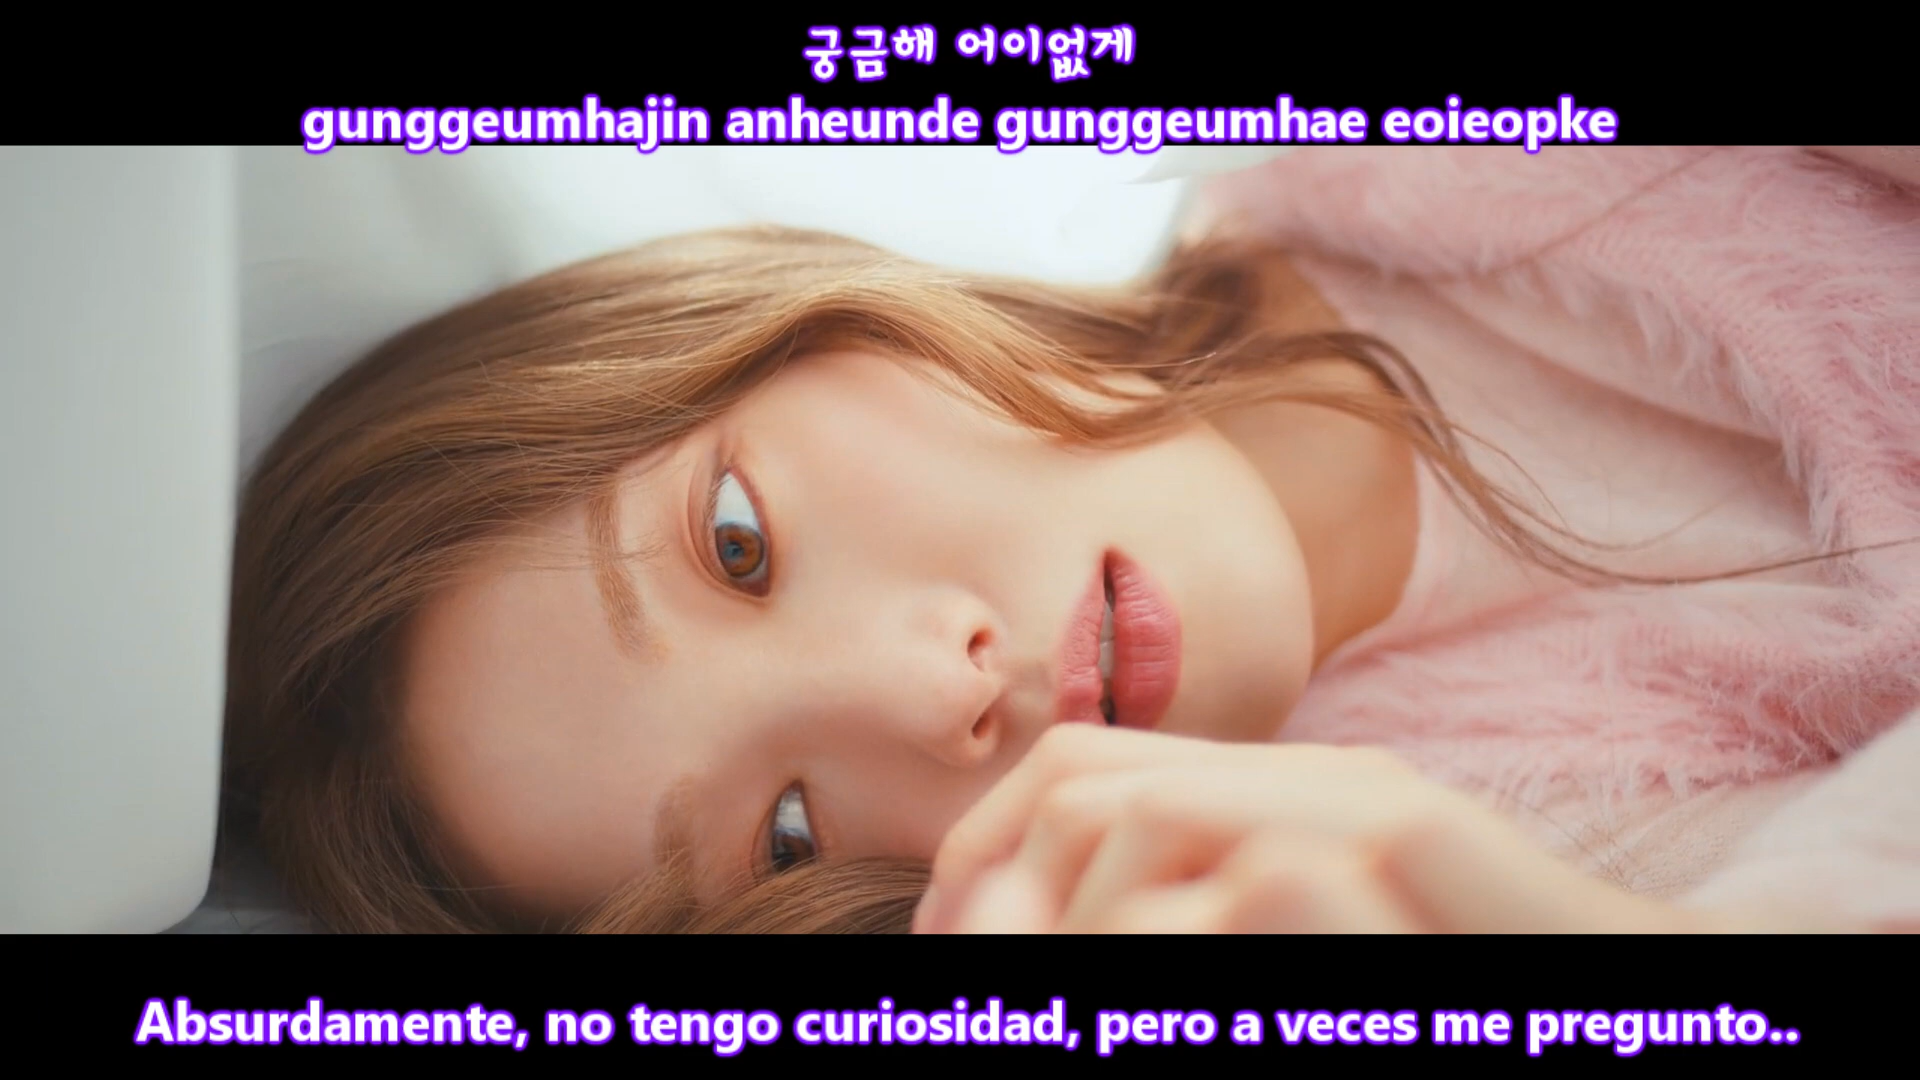 궁금해 어이없게
gunggeumhajin anheunde gunggeumhae eoieopke
Absurdamente, no tengo curiosidad, pero a veces me pregunto..